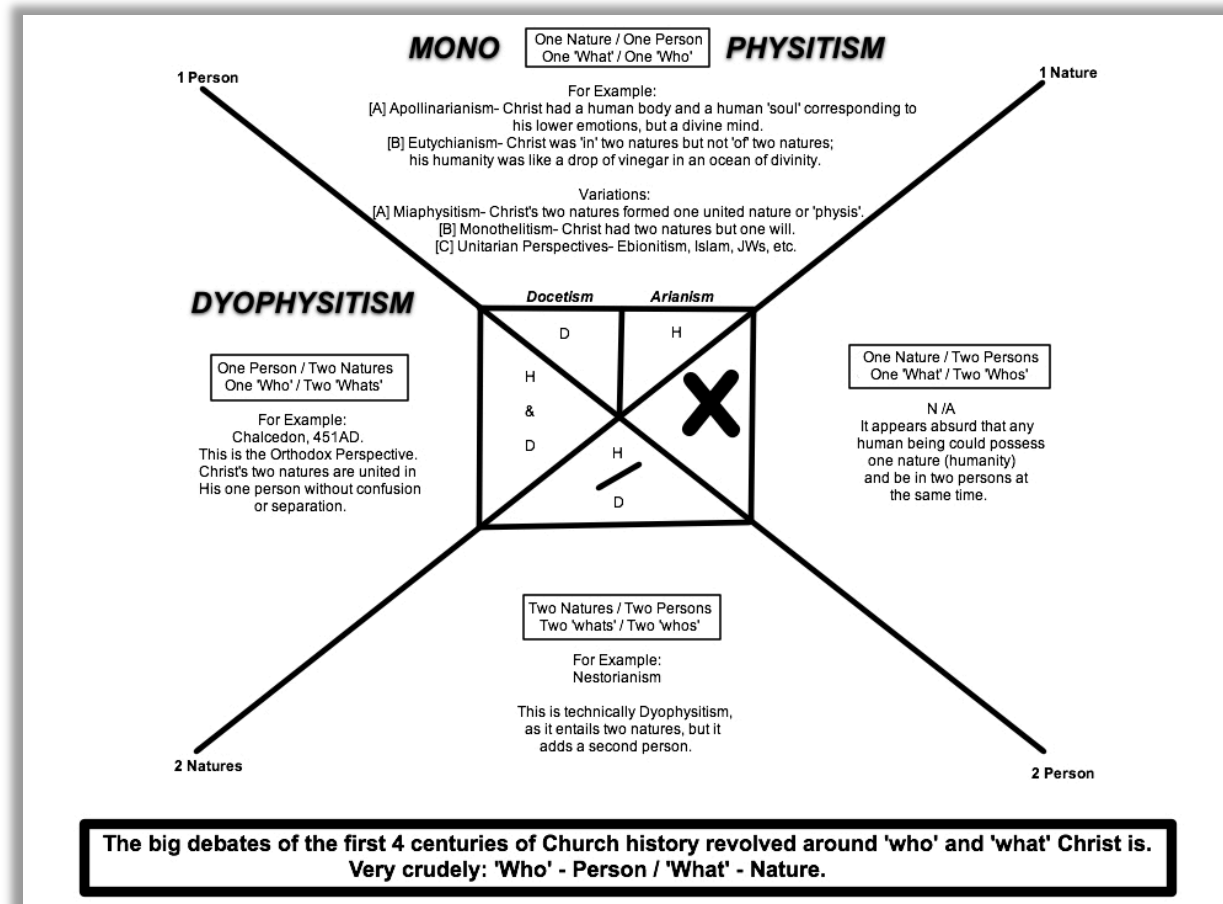 MONO
One Nature / One Person
One 'What' / One 'Who'
PHYSITISM
1 Person
1 Nature
For Example:
[A] Apollinarianism- Christ had a human body and a human 'soul' corresponding to
his lower emotions, but a divine mind.
[B] Eutychianism- Christ was 'in' two natures but not 'of' two natures;
his humanity was like a drop of vinegar in an ocean of divinity.
Variations:
[A] Miaphysitism- Christ's two natures formed one united nature or 'physis'.
[B] Monothelitism- Christ had two natures but one will.
[C] Unitarian Perspectives- Ebionitism, Islam, JWs, etc.
DYOPHYSITISM
One Person / Two Natures
One 'Who' / Two 'Whats'
For Example:
Chalcedon, 451AD.
This is the Orthodox Perspective.
Christ's two natures are united in
His one person without confusion
or separation.
Docetism
Arianism
D
H
H
&
D
H
D
One Nature / Two Persons
One 'What' / Two 'Whos'
N /A
It appears absurd that any
human being could possess
one nature (humanity)
and be in two persons at
the same time.
Two Natures / Two Persons
Two 'whats' / Two 'whos'
For Example:
Nestorianism
This is technically Dyophysitism,
as it entails two natures, but it
adds a second person.
2 Natures
2 Person
The big debates of the first 4 centuries of Church history revolved around 'who' and 'what' Christ is.
Very crudely: 'Who' - Person / 'What' - Nature.